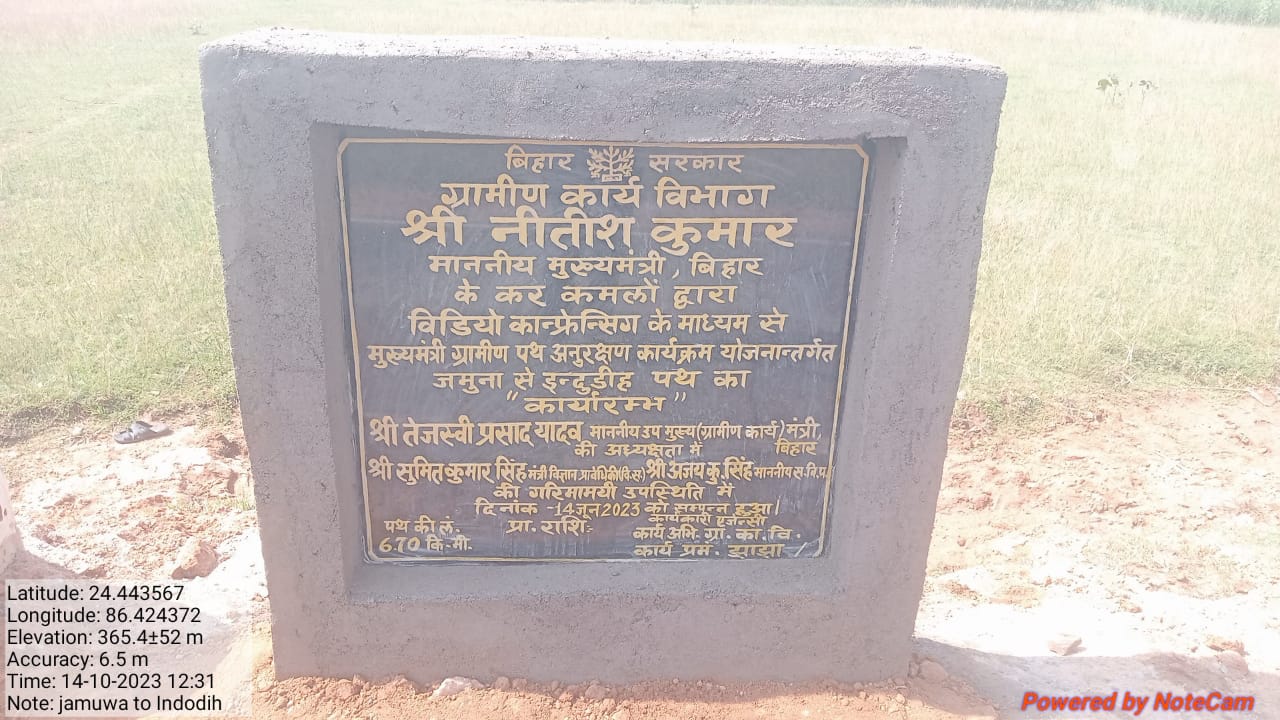 बिहार सरकार
ग्रामीण कार्य विभाग
श्री नीतीश कुमार
माननीय मुख्यमंत्री, बिहार
के कर कमलों द्वारा
विडियो कान्फ्रेन्सिग के माध्यम से
मुख्यमंत्री ग्रामीण पथ अनुरक्षण कार्यक्रम योजनान्तर्गत
जमुना से इन्दुडीह पथ का
"कार्यारम्भ"
श्री तेजस्वी प्रसाद यादव माननीय उप मुख्य (ग्रामीण कार्य) मंत्री,
की अध्यक्षता में बिहार
श्री सुमित कुमार सिंह मंत्री विज्ञान प्रावैधिकी(वि.स.) श्री अजय कु. सिंह माननीय स.वि.प.
की गरिमामयी उपस्थिति में
दिनांक -14 जुन 2023 को सम्पन्न हुआ।
कार्यकारी एजेन्सी
पथ की लं. प्रा. राशि: कार्य अभि. ग्रा. का. वि.
6.70 कि.मी. कार्य प्रमं. झाझा
Latitude: 24.443567
Longitude: 86.424372
Elevation: 365.4±52 m
Accuracy: 6.5 m
Time: 14-10-2023 12:31
Note: jamuwa to Indodih
Powered by NoteCam